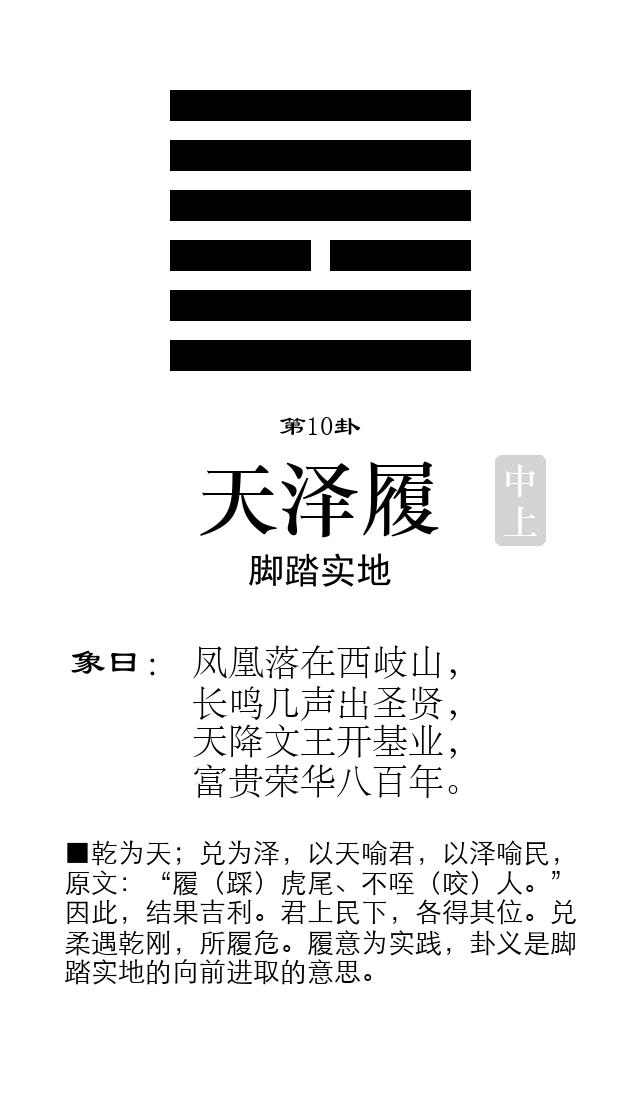 第10卦
天泽履
中上
脚踏实地
象曰：
凤凰落在西岐山，
长鸣几声出圣贤，
天降文王开基业，
富贵荣华八百年。
■乾为天；兑为泽，以天喻君，以泽喻民，
原文：“履（踩）虎尾、不咥（咬）人。”
因此，结果吉利。君上民下，各得其位。兑
柔遇乾刚，所履危。履意为实践，卦义是脚
踏实地的向前进取的意思。